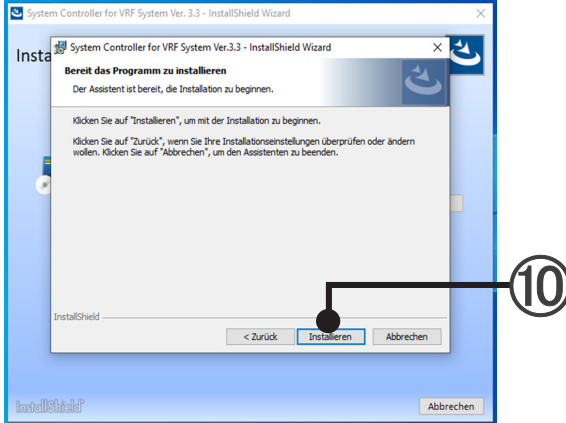 System Controller for VRF System Ver. 3.3 - InstallShield Wizard
Insta
System Controller for VRF System Ver.3.3 - InstallShield Wizard
Bereit das Programm zu installieren
Der Assistent ist bereit, die Installation zu beginnen.
Klicken Sie auf "Installieren", um mit der Installation zu beginnen.
Klicken Sie auf "Zurück", wenn Sie Ihre Installationseinstellungen überprüfen oder ändern
wollen. Klicken Sie auf "Abbrechen", um den Assistenten zu beenden.
⑩
InstallShield
< Zurück Installieren Abbrechen
InstallShield® Abbrechen